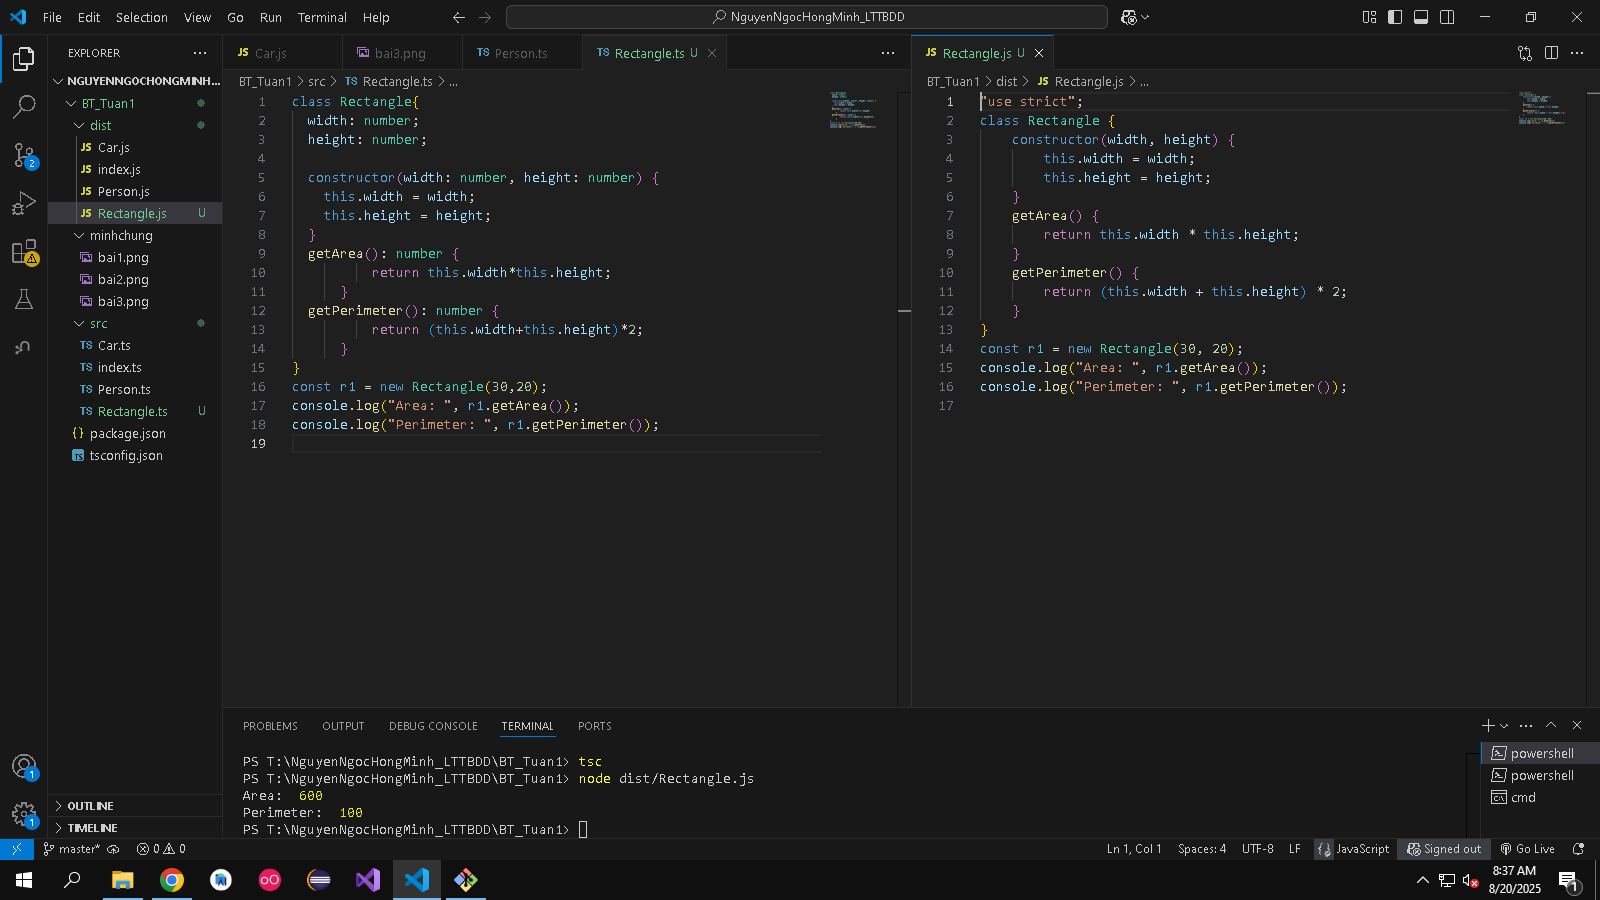 File Edit Selection View Go Run Terminal Help
NguyenNgocHongMinh_LTTBDD
EXPLORER
NGUYENNGOCHONGMINH...
BT_Tuan1
dist
JS Car.js
JS index.js
JS Person.js
JS Rectangle.js U
minhchung
bai1.png
bai2.png
bai3.png
src
TS Car.ts
TS index.ts
TS Person.ts
TS Rectangle.ts U
{} package.json
TS tsconfig.json
OUTLINE
TIMELINE
2
1
1
JS Car.js
bai3.png
TS Person.ts
TS Rectangle.ts U
BT_Tuan1 > src > TS Rectangle.ts > ...
1 class Rectangle{
2 width: number;
3 height: number;
4
5 constructor(width: number, height: number) {
6 this.width = width;
7 this.height = height;
8 }
9 getArea(): number {
10 return this.width*this.height;
11 }
12 getPerimeter(): number {
13 return (this.width+this.height)*2;
14 }
15 }
16 const r1 = new Rectangle(30,20);
17 console.log("Area: ", r1.getArea());
18 console.log("Perimeter: ", r1.getPerimeter());
19
JS Rectangle.js U
BT_Tuan1 > dist > JS Rectangle.js > ...
1 "use strict";
2 class Rectangle {
3 constructor(width, height) {
4 this.width = width;
5 this.height = height;
6 }
7 getArea() {
8 return this.width * this.height;
9 }
10 getPerimeter() {
11 return (this.width + this.height) * 2;
12 }
13 }
14 const r1 = new Rectangle(30, 20);
15 console.log("Area: ", r1.getArea());
16 console.log("Perimeter: ", r1.getPerimeter());
17
PROBLEMS OUTPUT DEBUG CONSOLE TERMINAL PORTS
PS T:\NguyenNgocHongMinh_LTTBDD\BT_Tuan1> tsc
PS T:\NguyenNgocHongMinh_LTTBDD\BT_Tuan1> node dist/Rectangle.js
Area:  600
Perimeter:  100
PS T:\NguyenNgocHongMinh_LTTBDD\BT_Tuan1>
powershell
powershell
cmd
master* 0 0
Ln 1, Col 1 Spaces: 4 UTF-8 LF JavaScript Signed out Go Live
8:37 AM
8/20/2025
1